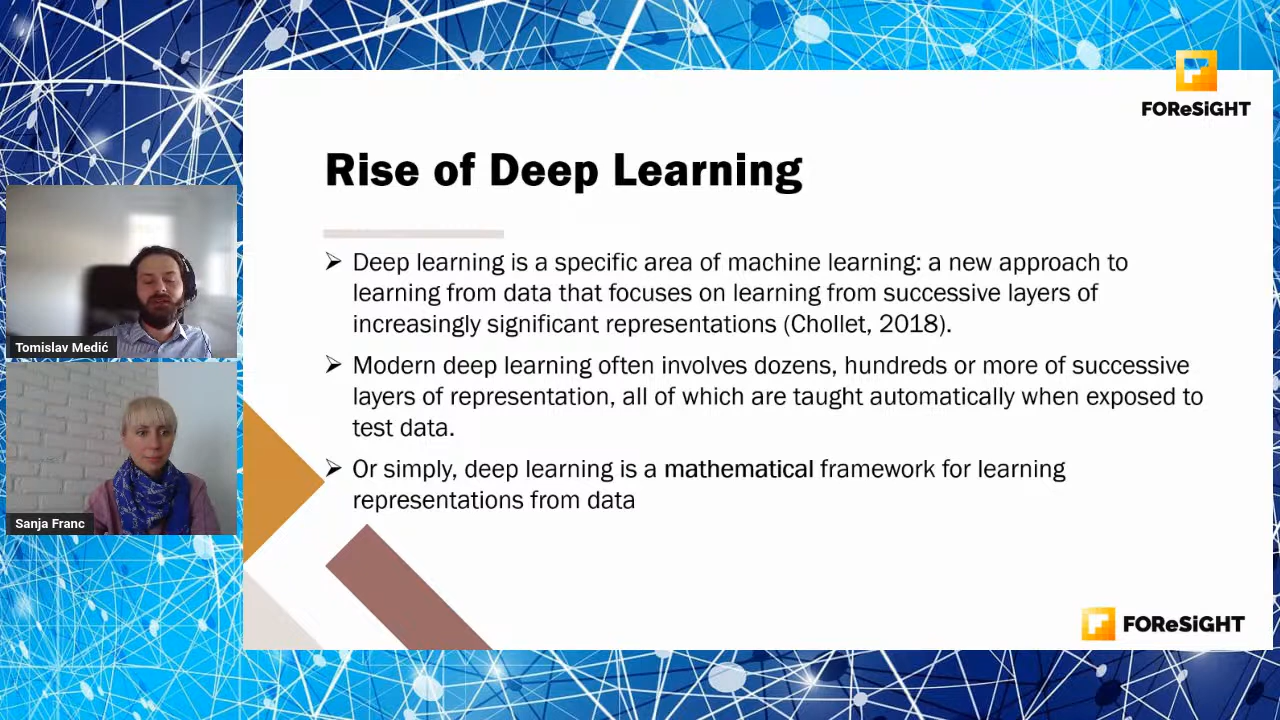 FOReSiGHT
Rise of Deep Learning
Deep learning is a specific area of machine learning: a new approach to
learning from data that focuses on learning from successive layers of
increasingly significant representations (Chollet, 2018).
Modern deep learning often involves dozens, hundreds or more of successive
layers of representation, all of which are taught automatically when exposed to
test data.
Or simply, deep learning is a mathematical framework for learning
representations from data
Tomislav Medić
Sanja Franc
FOReSiGHT